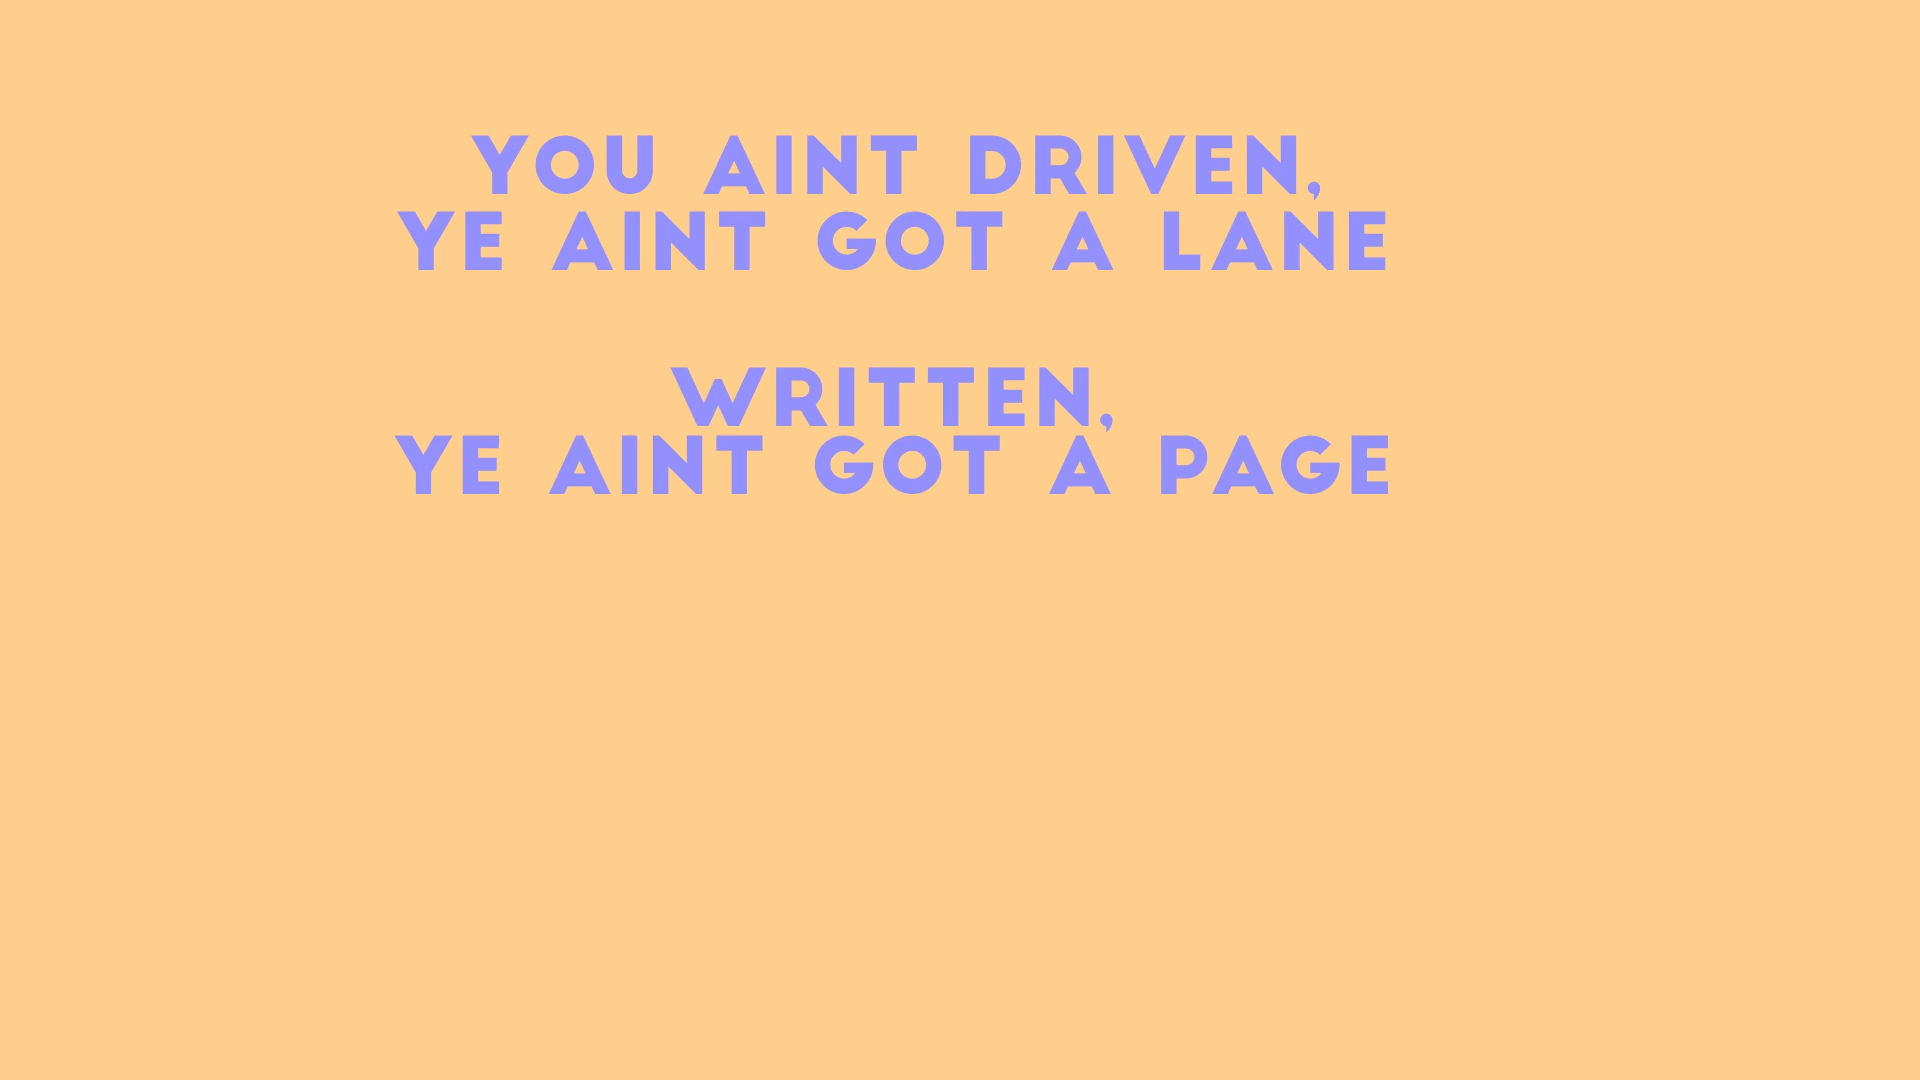 YOU AINT DRIVEN,
YE AINT GOT A LANE
WRITTEN,
YE AINT GOT A PAGE